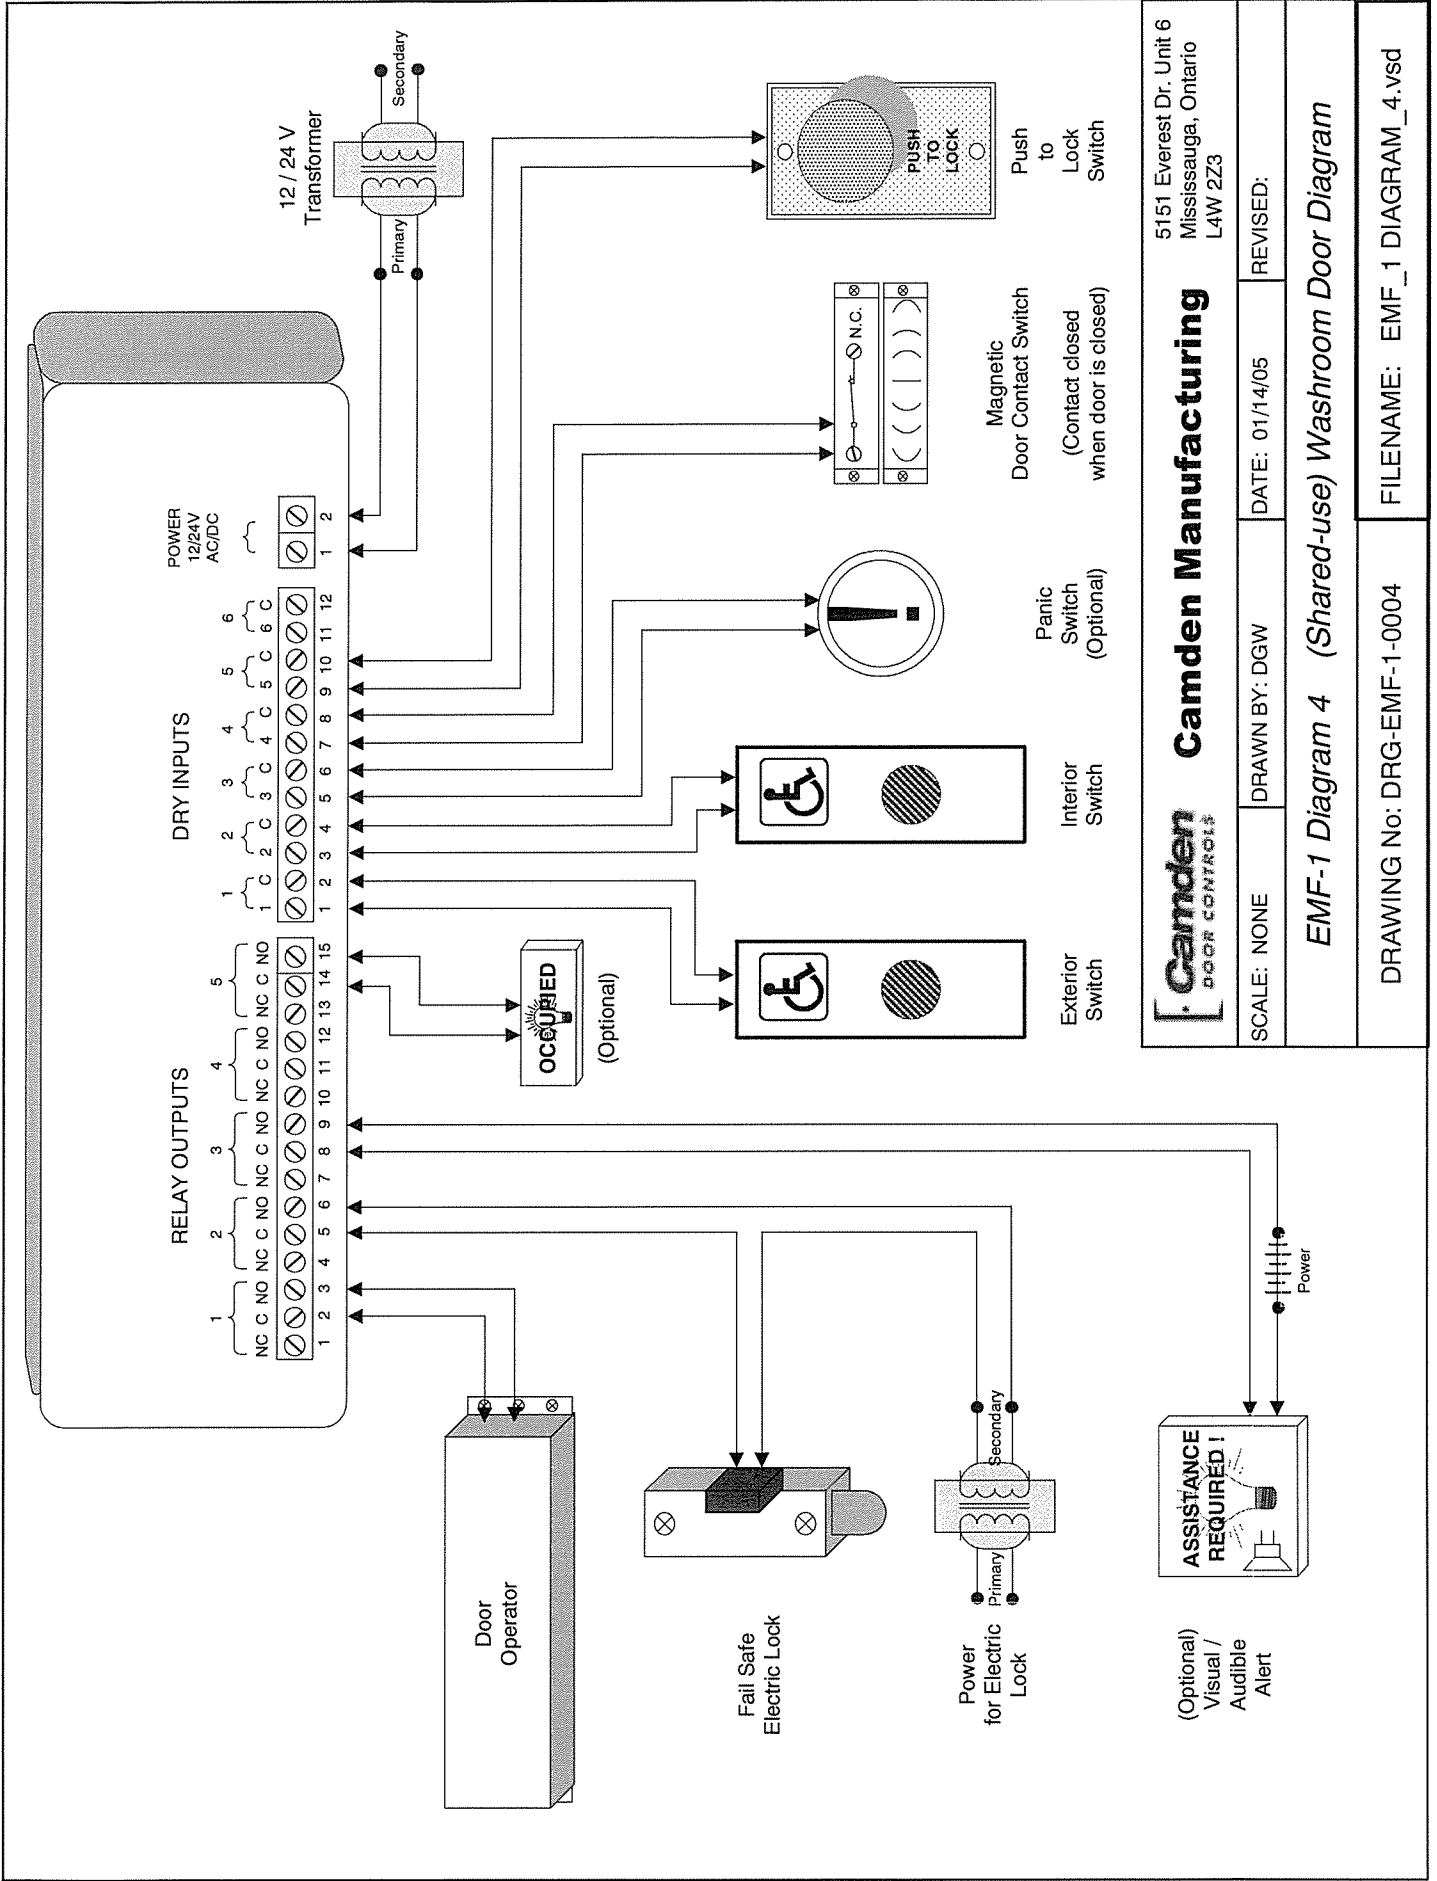 RELAY OUTPUTS
DRY INPUTS
POWER
12/24V
AC/DC
1 2 3 4 5
1 2 3 4 5 6
NC C NO NC C NO NC C NO NC C NO NC C NO
1 C 2 C 3 C 4 C 5 C 6 C
1 2 3 4 5 6 7 8 9 10 11 12 13 14 15
1 2 3 4 5 6 7 8 9 10 11 12
1 2
12 / 24 V
Transformer
Primary
Secondary
Door
Operator
OCCUPIED
(Optional)
Fail Safe
Electric Lock
Power
for Electric
Lock
Primary
Secondary
(Optional)
Visual /
Audible
Alert
ASSISTANCE
REQUIRED !
Power
Exterior
Switch
Interior
Switch
Panic
Switch
(Optional)
N.C.
Magnetic
Door Contact Switch
(Contact closed
when door is closed)
PUSH
TO
LOCK
Push
to
Lock
Switch
Camden
DOOR CONTROLS
Camden Manufacturing
5151 Everest Dr. Unit 6
Mississauga, Ontario
L4W 2Z3
SCALE: NONE
DRAWN BY: DGW
DATE: 01/14/05
REVISED:
EMF-1 Diagram 4 (Shared-use) Washroom Door Diagram
DRAWING No: DRG-EMF-1-0004
FILENAME: EMF_1 DIAGRAM_4.vsd